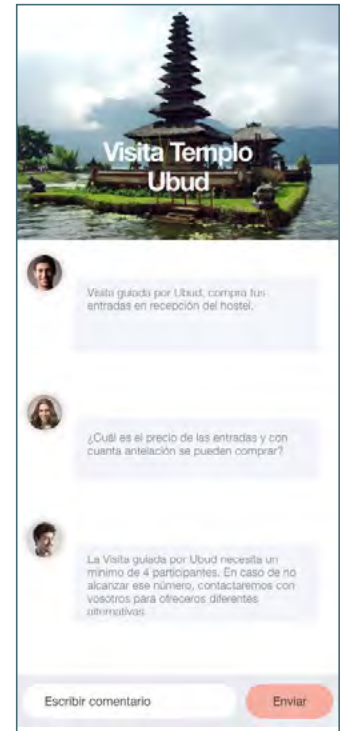 Visita Templo
Ubud
Visita guiada por Ubud, compra tus
entradas en recepción del hostel.
¿Cuál es el precio de las entradas y con
cuanta antelación se pueden comprar?
La Visita guiada por Ubud necesita un
mínimo de 4 participantes. En caso de no
alcanzar ese número, contactaremos con
vosotros para ofreceros diferentes
alternativas.
Escribir comentario
Enviar